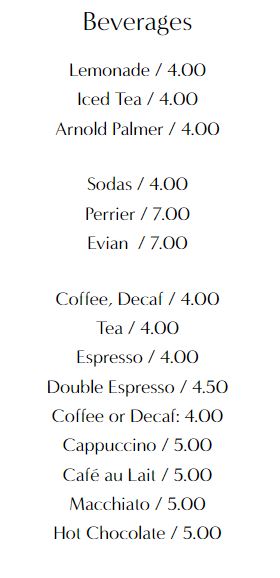 Beverages
Lemonade / 4.00
Iced Tea / 4.00
Arnold Palmer / 4.00
Sodas / 4.00
Perrier / 7.00
Evian / 7.00
Coffee, Decaf / 4.00
Tea / 4.00
Espresso / 4.00
Double Espresso / 4.50
Coffee or Decaf: 4.00
Cappuccino / 5.00
Café au Lait / 5.00
Macchiato / 5.00
Hot Chocolate / 5.00